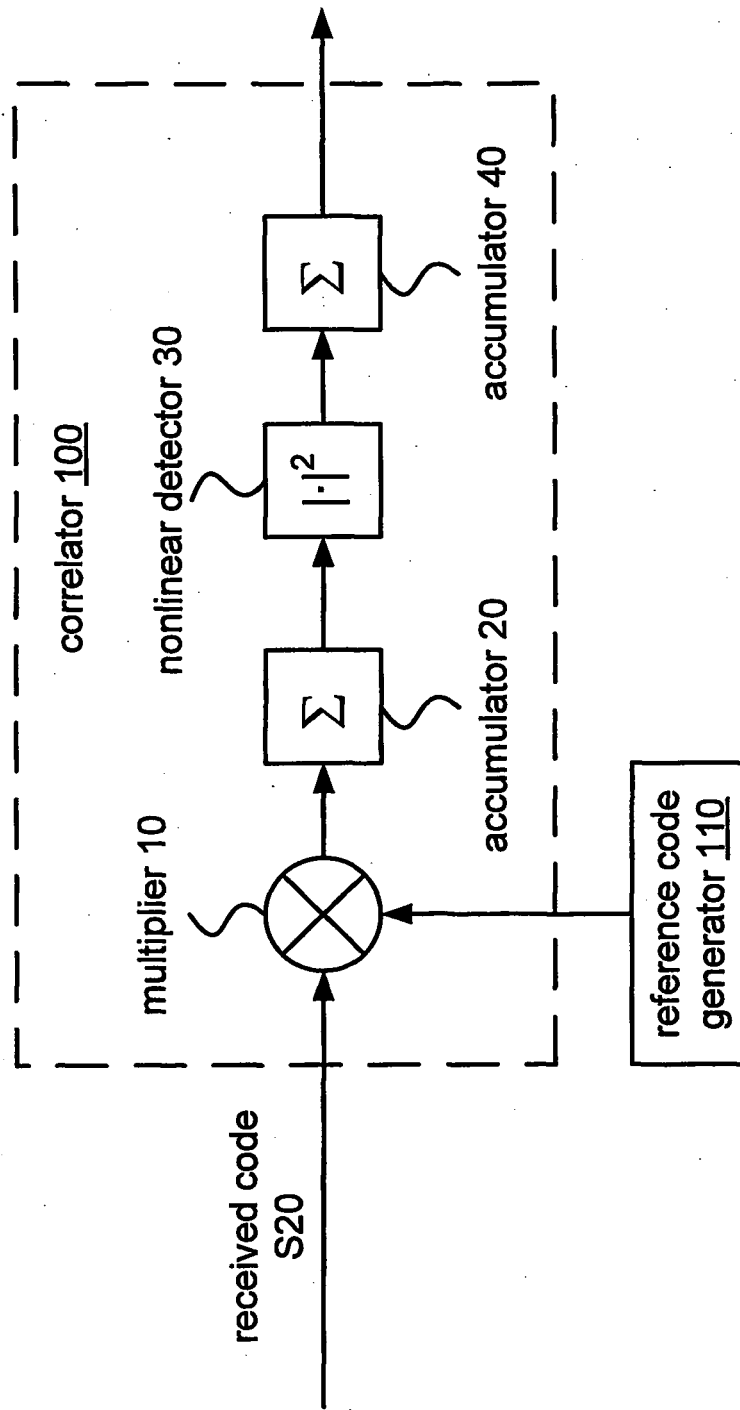 correlator 100
multiplier 10
nonlinear detector 30
Σ
|·|²
Σ
accumulator 20
accumulator 40
received code
S20
reference code
generator 110